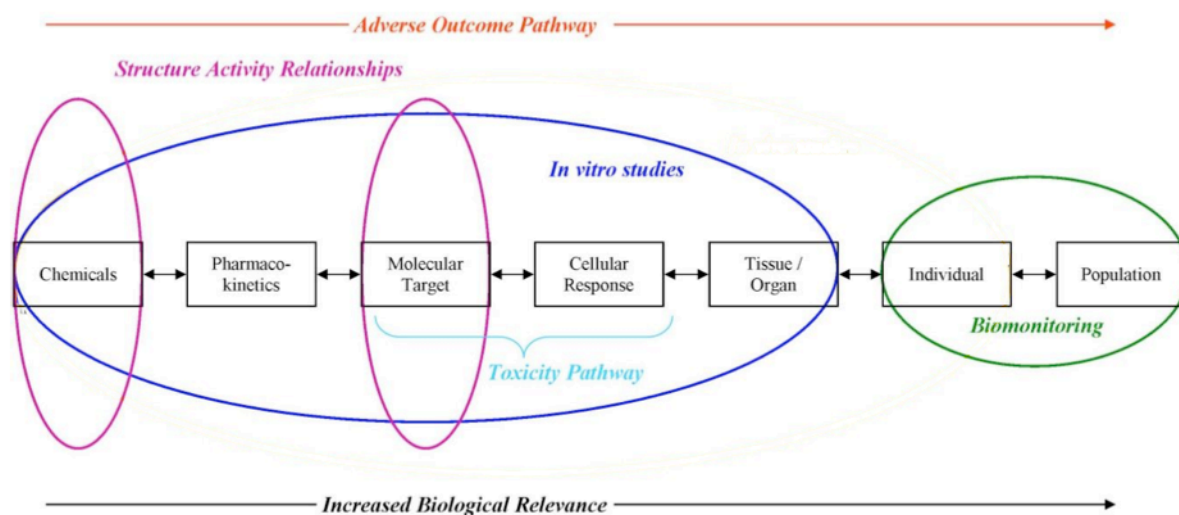 Adverse Outcome Pathway
Structure Activity Relationships
In vitro studies
Chemicals
Pharmaco-
kinetics
Molecular
Target
Cellular
Response
Tissue /
Organ
Individual
Population
Biomonitoring
Toxicity Pathway
Increased Biological Relevance